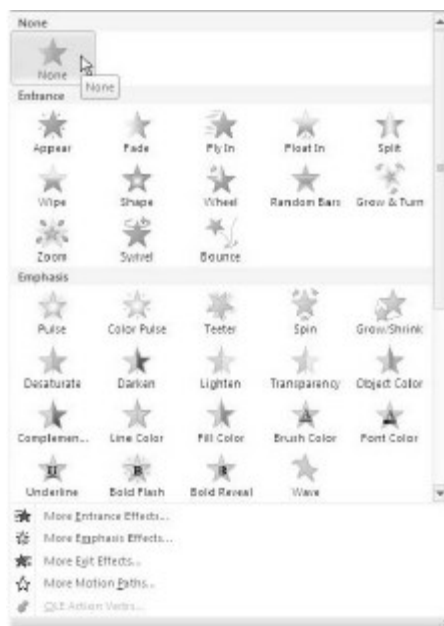 None
None
None
Entrance
Appear Fade Fly In Float In Split
Wipe Shape Wheel Random Bars Grow & Turn
Zoom Swivel Bounce
Emphasis
Pulse Color Pulse Teeter Spin Grow/Shrink
Desaturate Darken Lighten Transparency Object Color
Complemen... Line Color Fill Color Brush Color Font Color
U B B A A
Underline Bold Flash Bold Reveal Wave
More Entrance Effects...
More Emphasis Effects...
More Exit Effects...
More Motion Paths...
OLE Action Verbs...